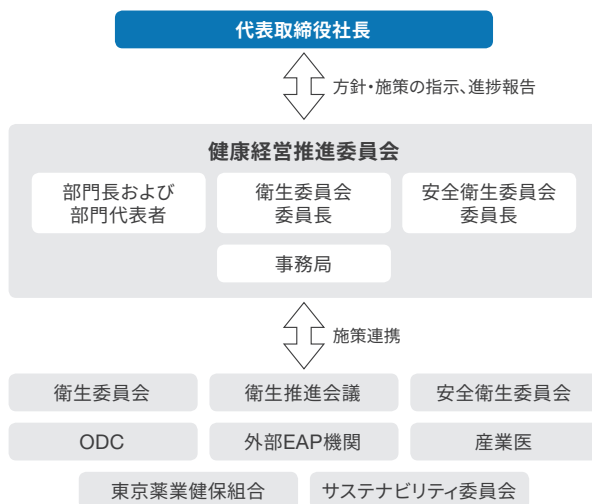 代表取締役社長
方針・施策の指示、進捗報告
健康経営推進委員会
部門長および
部門代表者
衛生委員会
委員長
安全衛生委員会
委員長
事務局
施策連携
衛生委員会
衛生推進会議
安全衛生委員会
ODC
外部EAP機関
産業医
東京薬業健保組合
サステナビリティ委員会